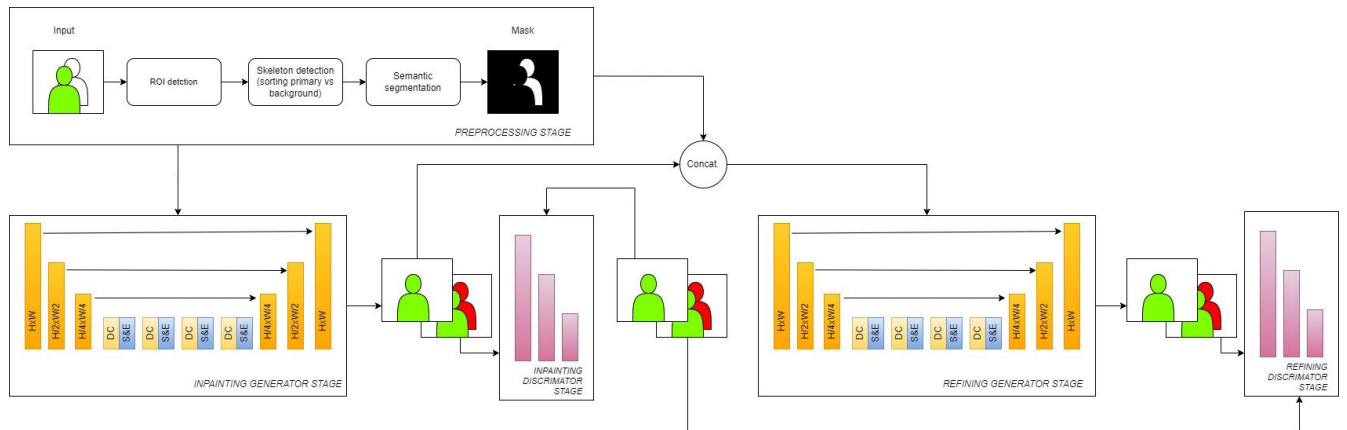 Input
Mask
ROI detction
Skeleton detection
(sorting primary vs
background)
Semantic
segmentation
PREPROCESSING STAGE
Concat.
HxW
H/2xW/2
H/4xW/4
DC
S&E
DC
S&E
DC
S&E
DC
S&E
H/4xW/4
H/2xW/2
HxW
INPAINTING GENERATOR STAGE
INPAINTING
DISCRIMATOR
STAGE
HxW
H/2xW/2
H/4xW/4
DC
S&E
DC
S&E
DC
S&E
DC
S&E
H/4xW/4
H/2xW/2
HxW
REFINING GENERATOR STAGE
REFINING
DISCRIMATOR
STAGE